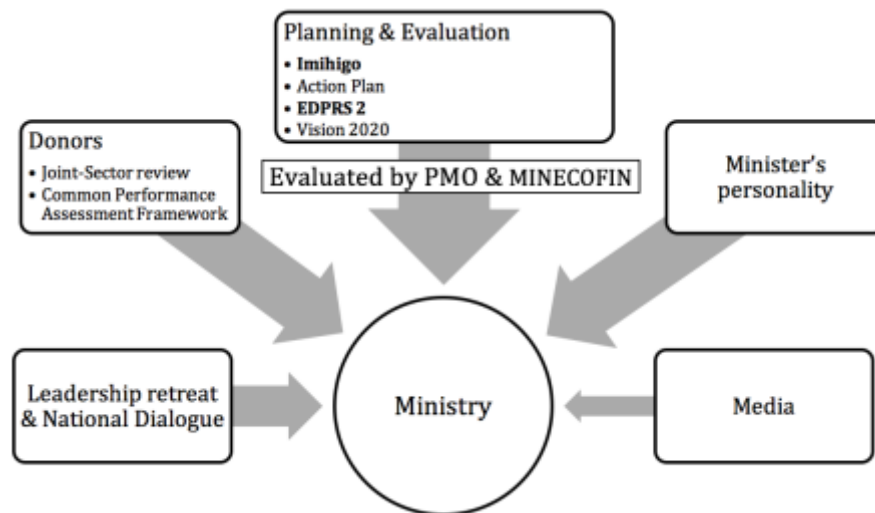 Planning & Evaluation
• Imihigo
• Action Plan
• EDPRS 2
• Vision 2020
Donors
• Joint-Sector review
• Common Performance
Assessment Framework
Evaluated by PMO & MINECOFIN
Minister's
personality
Leadership retreat
& National Dialogue
Ministry
Media